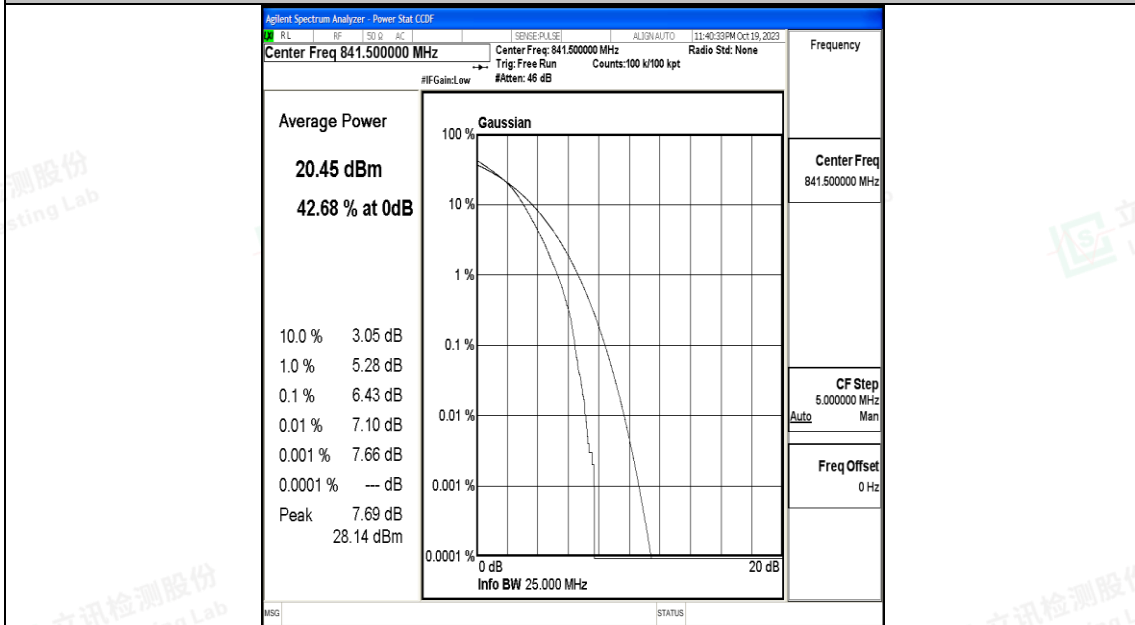 Agilent Spectrum Analyzer - Power Stat CCDF
RL RF 50 Ω AC SENSE:PULSE ALIGN AUTO 11:40:33PM Oct 19, 2023
Center Freq 841.500000 MHz
Center Freq: 841.500000 MHz Radio Std: None
Trig: Free Run Counts:100 k/100 kpt
#IFGain:Low #Atten: 46 dB
Frequency
Average Power
20.45 dBm
42.68 % at 0dB
10.0 % 3.05 dB
1.0 % 5.28 dB
0.1 % 6.43 dB
0.01 % 7.10 dB
0.001 % 7.66 dB
0.0001 % --- dB
Peak 7.69 dB
28.14 dBm
Gaussian
100 %
10 %
1 %
0.1 %
0.01 %
0.001 %
0.0001 %
0 dB 20 dB
Info BW 25.000 MHz
Center Freq
841.500000 MHz
CF Step
5.000000 MHz
Auto Man
Freq Offset
0 Hz
MSG STATUS
测股份
sting Lab
立讯检测股份
ng Lab
立讯检测股份